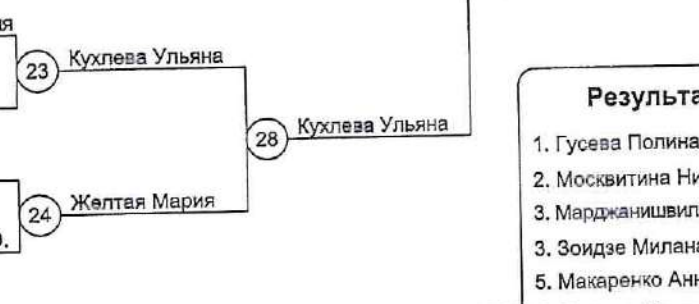 23 Кухлева Ульяна
28 Кухлева Ульяна
24 Желтая Мария
Результа
1. Гусева Полина
2. Москвитина Ни
3. Марджанишвил
3. Зоидзе Милана
5. Макаренко Анн